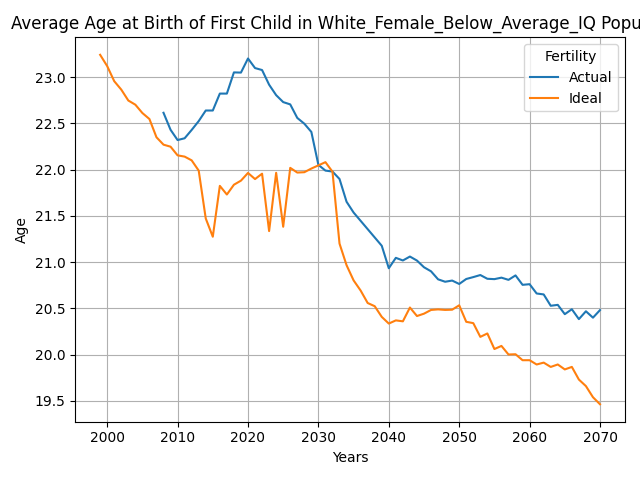 Average Age at Birth of First Child in White_Female_Below_Average_IQ Popu
Fertility
Actual
Ideal
23.0
22.5
22.0
21.5
21.0
20.5
20.0
19.5
Age
2000 2010 2020 2030 2040 2050 2060 2070
Years